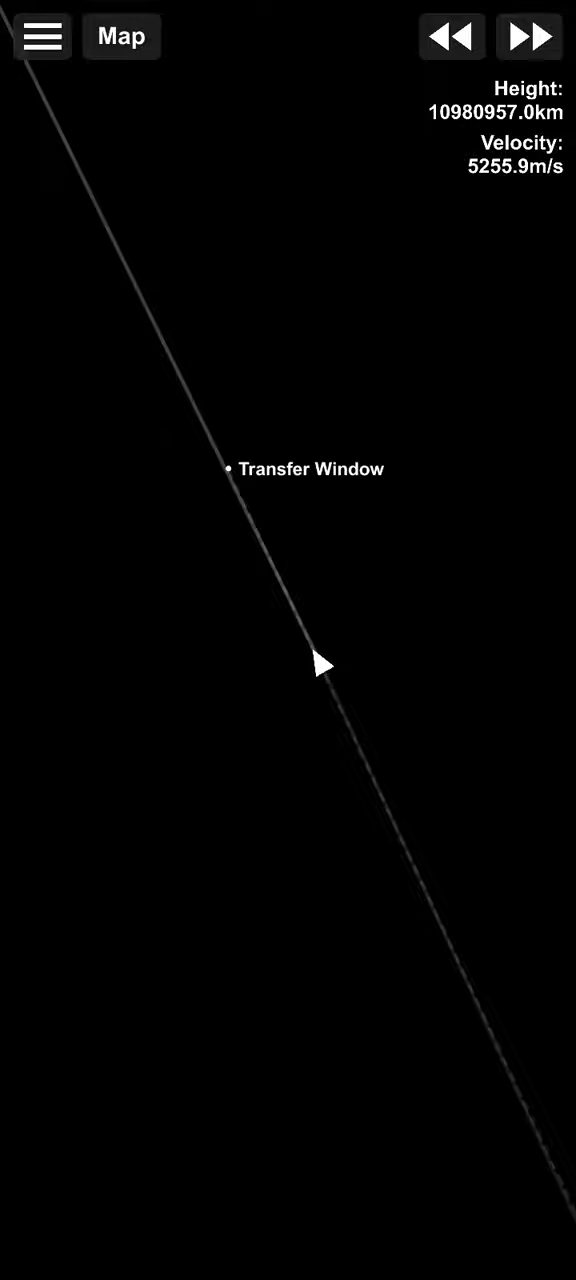 Map
Height:
10980957.0km
Velocity:
5255.9m/s
Transfer Window